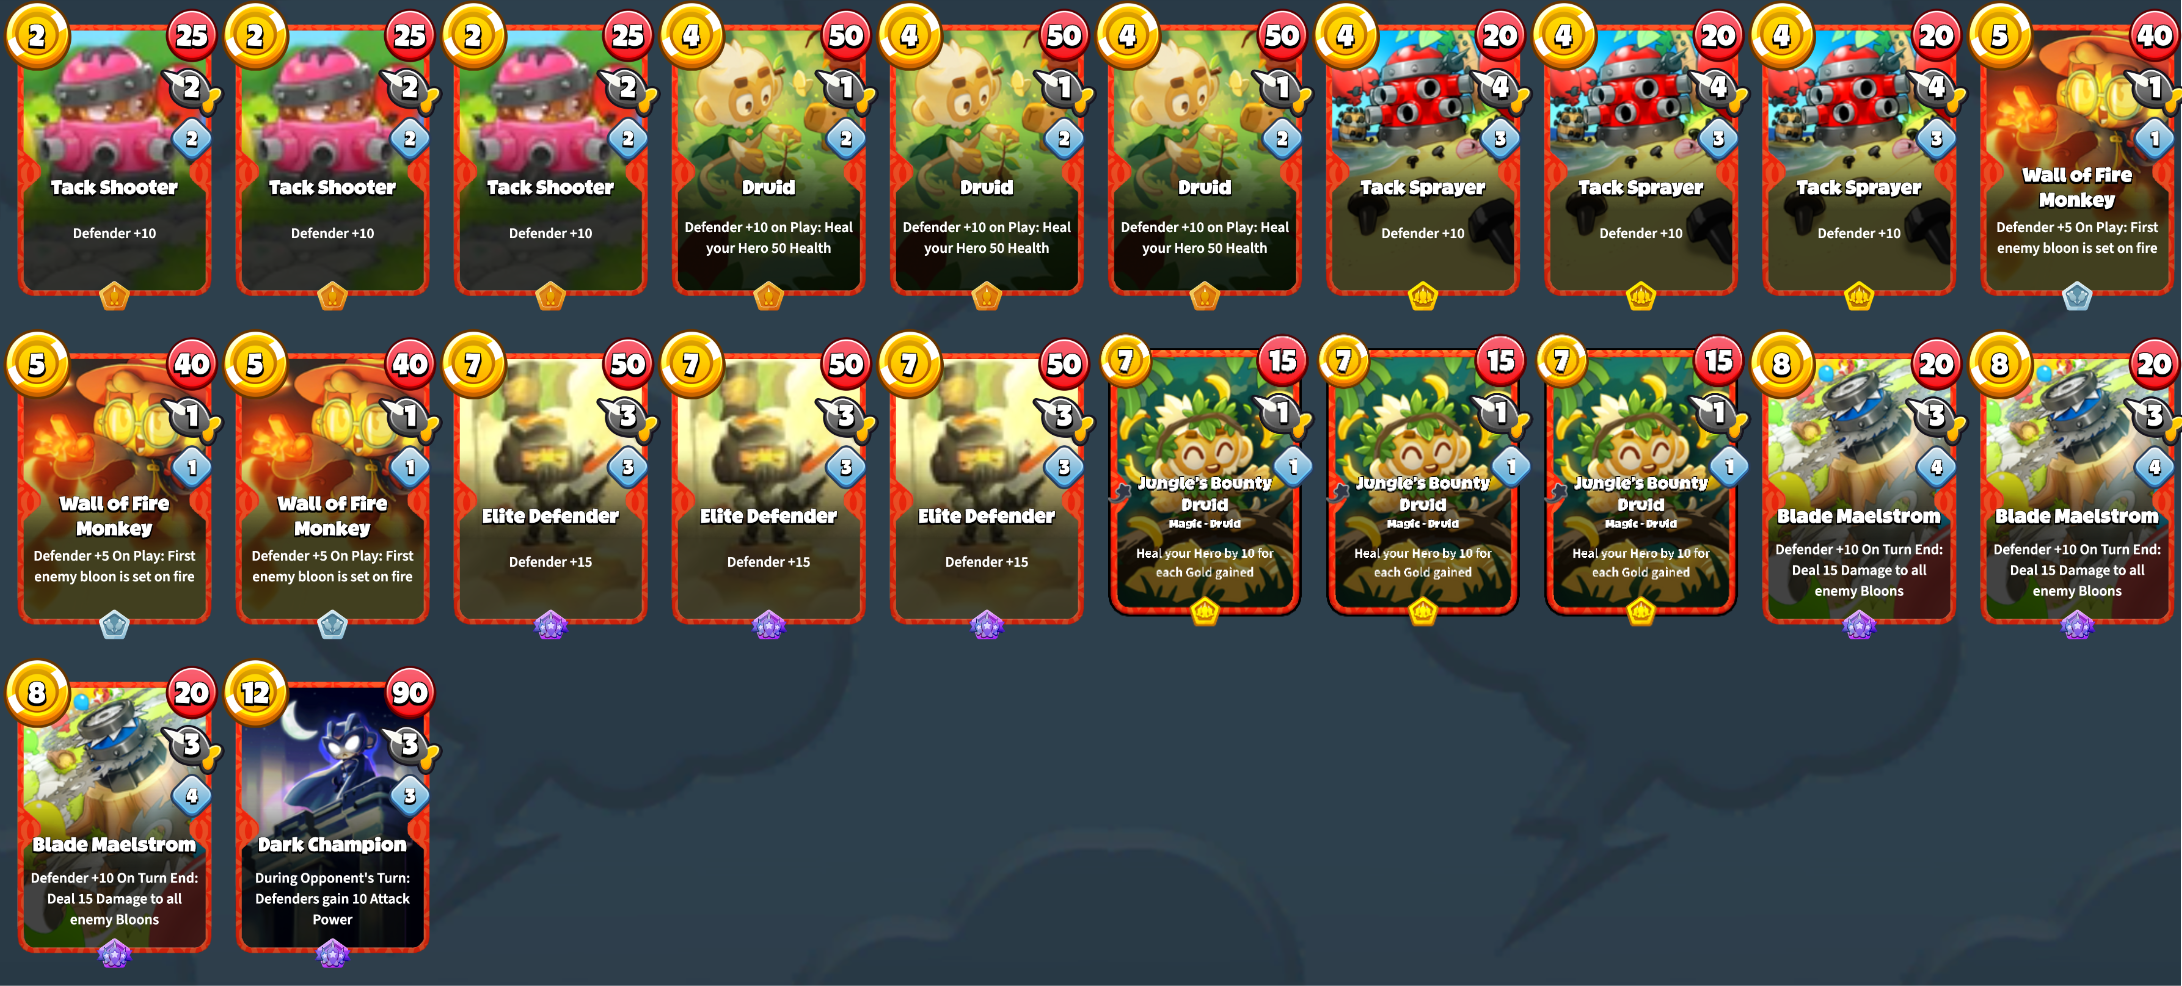 2
25
2
2
Tack Shooter
Defender +10
2
25
2
2
Tack Shooter
Defender +10
2
25
2
2
Tack Shooter
Defender +10
4
50
1
2
Druid
Defender +10 on Play: Heal
your Hero 50 Health
4
50
1
2
Druid
Defender +10 on Play: Heal
your Hero 50 Health
4
50
1
2
Druid
Defender +10 on Play: Heal
your Hero 50 Health
4
20
4
3
Tack Sprayer
Defender +10
4
20
4
3
Tack Sprayer
Defender +10
4
20
4
3
Tack Sprayer
Defender +10
5
40
1
1
Wall of Fire
Monkey
Defender +5 On Play: First
enemy bloon is set on fire
5
40
1
1
Wall of Fire
Monkey
Defender +5 On Play: First
enemy bloon is set on fire
5
40
1
1
Wall of Fire
Monkey
Defender +5 On Play: First
enemy bloon is set on fire
7
50
3
3
Elite Defender
Defender +15
7
50
3
3
Elite Defender
Defender +15
7
50
3
3
Elite Defender
Defender +15
7
15
1
1
Jungle's Bounty
Druid
Magic - Druid
Heal your Hero by 10 for
each Gold gained
7
15
1
1
Jungle's Bounty
Druid
Magic - Druid
Heal your Hero by 10 for
each Gold gained
7
15
1
1
Jungle's Bounty
Druid
Magic - Druid
Heal your Hero by 10 for
each Gold gained
8
20
3
4
Blade Maelstrom
Defender +10 On Turn End:
Deal 15 Damage to all
enemy Bloons
8
20
3
4
Blade Maelstrom
Defender +10 On Turn End:
Deal 15 Damage to all
enemy Bloons
8
20
3
4
Blade Maelstrom
Defender +10 On Turn End:
Deal 15 Damage to all
enemy Bloons
12
90
3
3
Dark Champion
During Opponent's Turn:
Defenders gain 10 Attack
Power